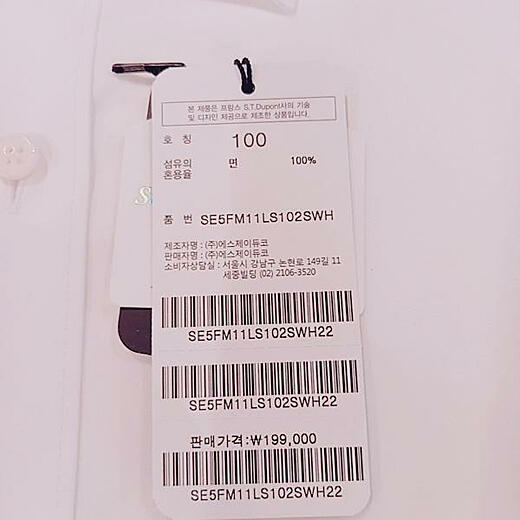 본 제품은 프랑스 S.T.Dupont사의 기술
및 디자인 제공으로 제조한 상품입니다.
호 칭 100
섬유의 면 100%
혼용율
품 번 SE5FM11LS102SWH
제조자명 : (주)에스제이듀코
판매자명 : (주)에스제이듀코
소비자상담실 : 서울시 강남구 논현로 149길 11
세중빌딩 (02) 2106-3520
SE5FM11LS102SWH22
SE5FM11LS102SWH22
판매가격:₩199,000
SE5FM11LS102SWH22